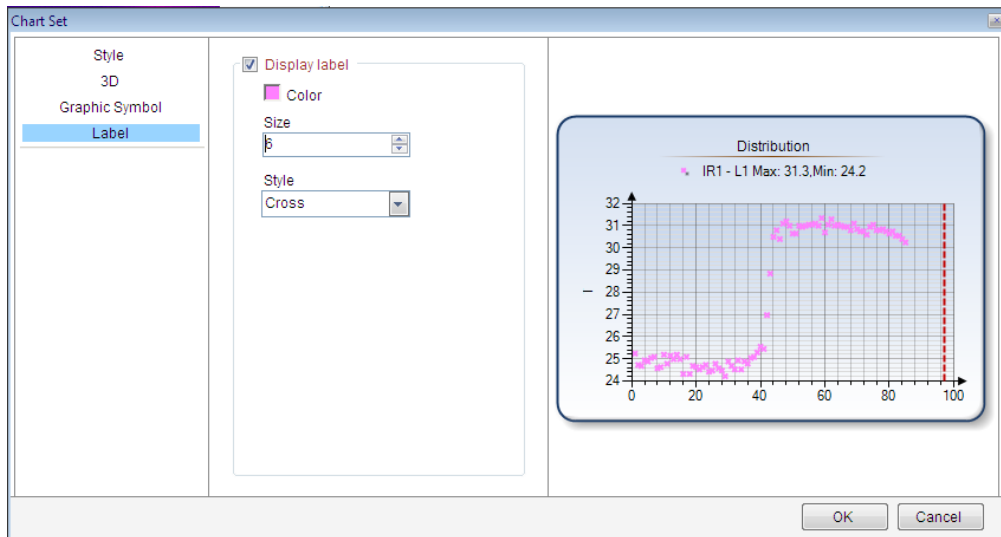 Chart Set
Style
3D
Graphic Symbol
Label
Display label
Color
Size
6
Style
Cross
Distribution
IR1 - L1 Max: 31.3,Min: 24.2
32
31
30
29
28
27
26
25
24
I
0 20 40 60 80 100
OK Cancel